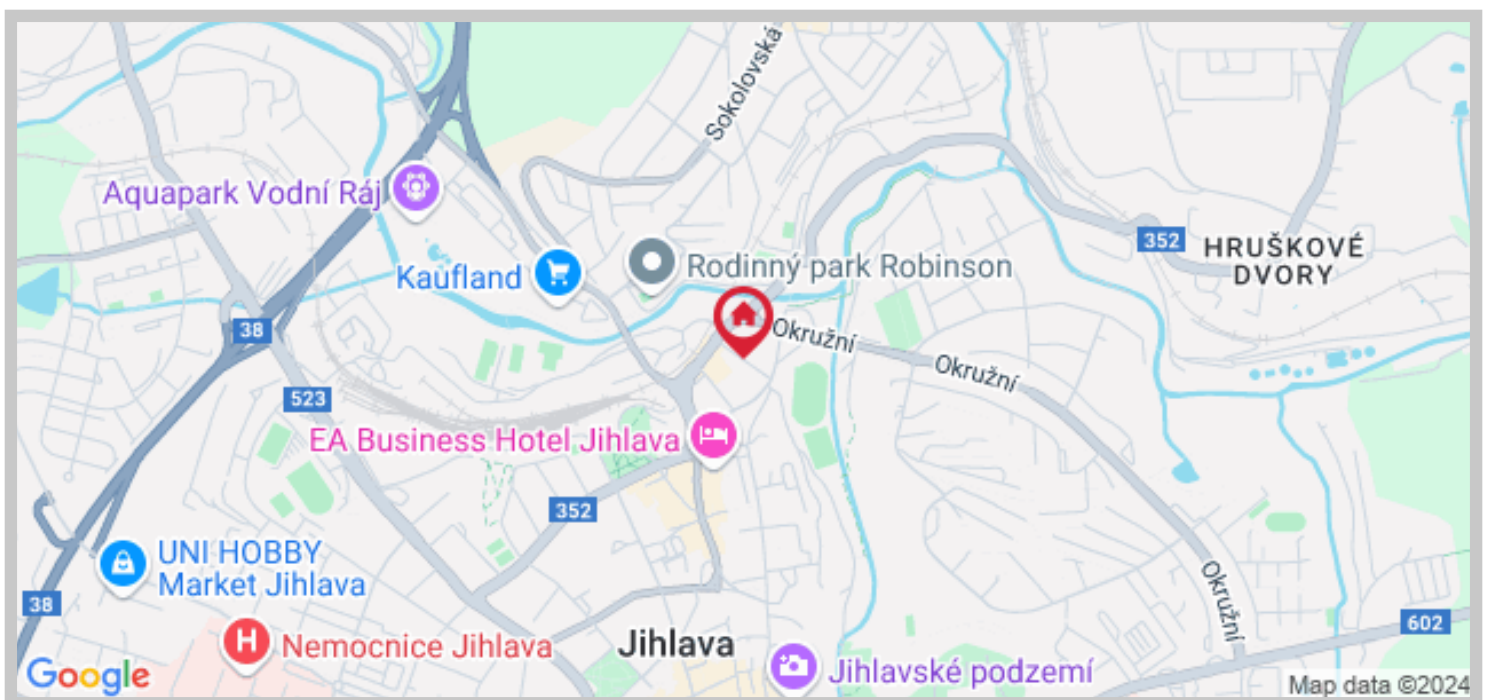 Sokolovská
Aquapark Vodní Ráj
Kaufland
Rodinný park Robinson
352
HRUŠKOVÉ
DVORY
38
Okružní
Okružní
523
EA Business Hotel Jihlava
352
UNI HOBBY
Market Jihlava
Okružní
38
602
H
Nemocnice Jihlava
Jihlava
Jihlavské podzemí
Google
Map data ©2024